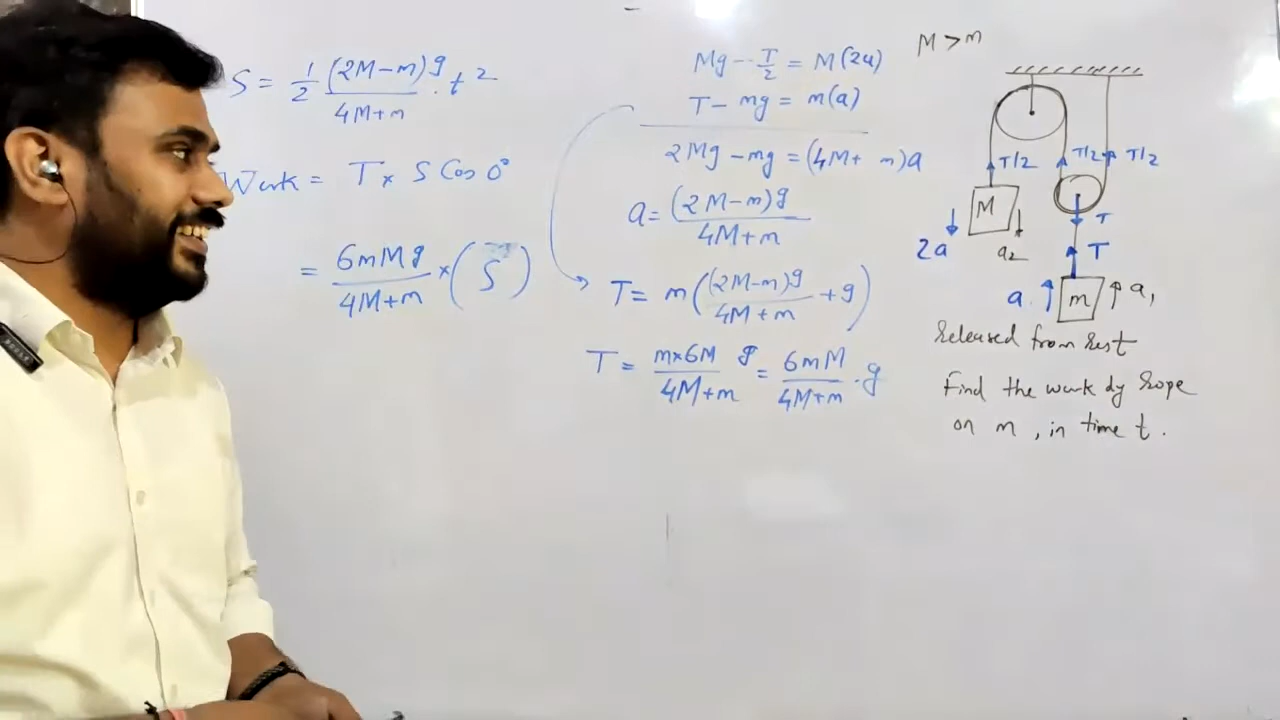 S = 1/2 (2M-m)g/4M+m . t²
Work = T × S Cos 0°
= 6mMg/4M+m × (S)
Mg - T/2 = M(2a)
T - mg = m(a)
2Mg - mg = (4M+ m)a
a = (2M-m)g/4M+m
T = m((2M-m)g/4M+m + g)
T = m×6M/4M+m g = 6mM/4M+m . g
M > m
T/2 T/2 T/2
M
T
2a a₂
T
a m a₁
Released from rest
Find the work by rope
on m , in time t .